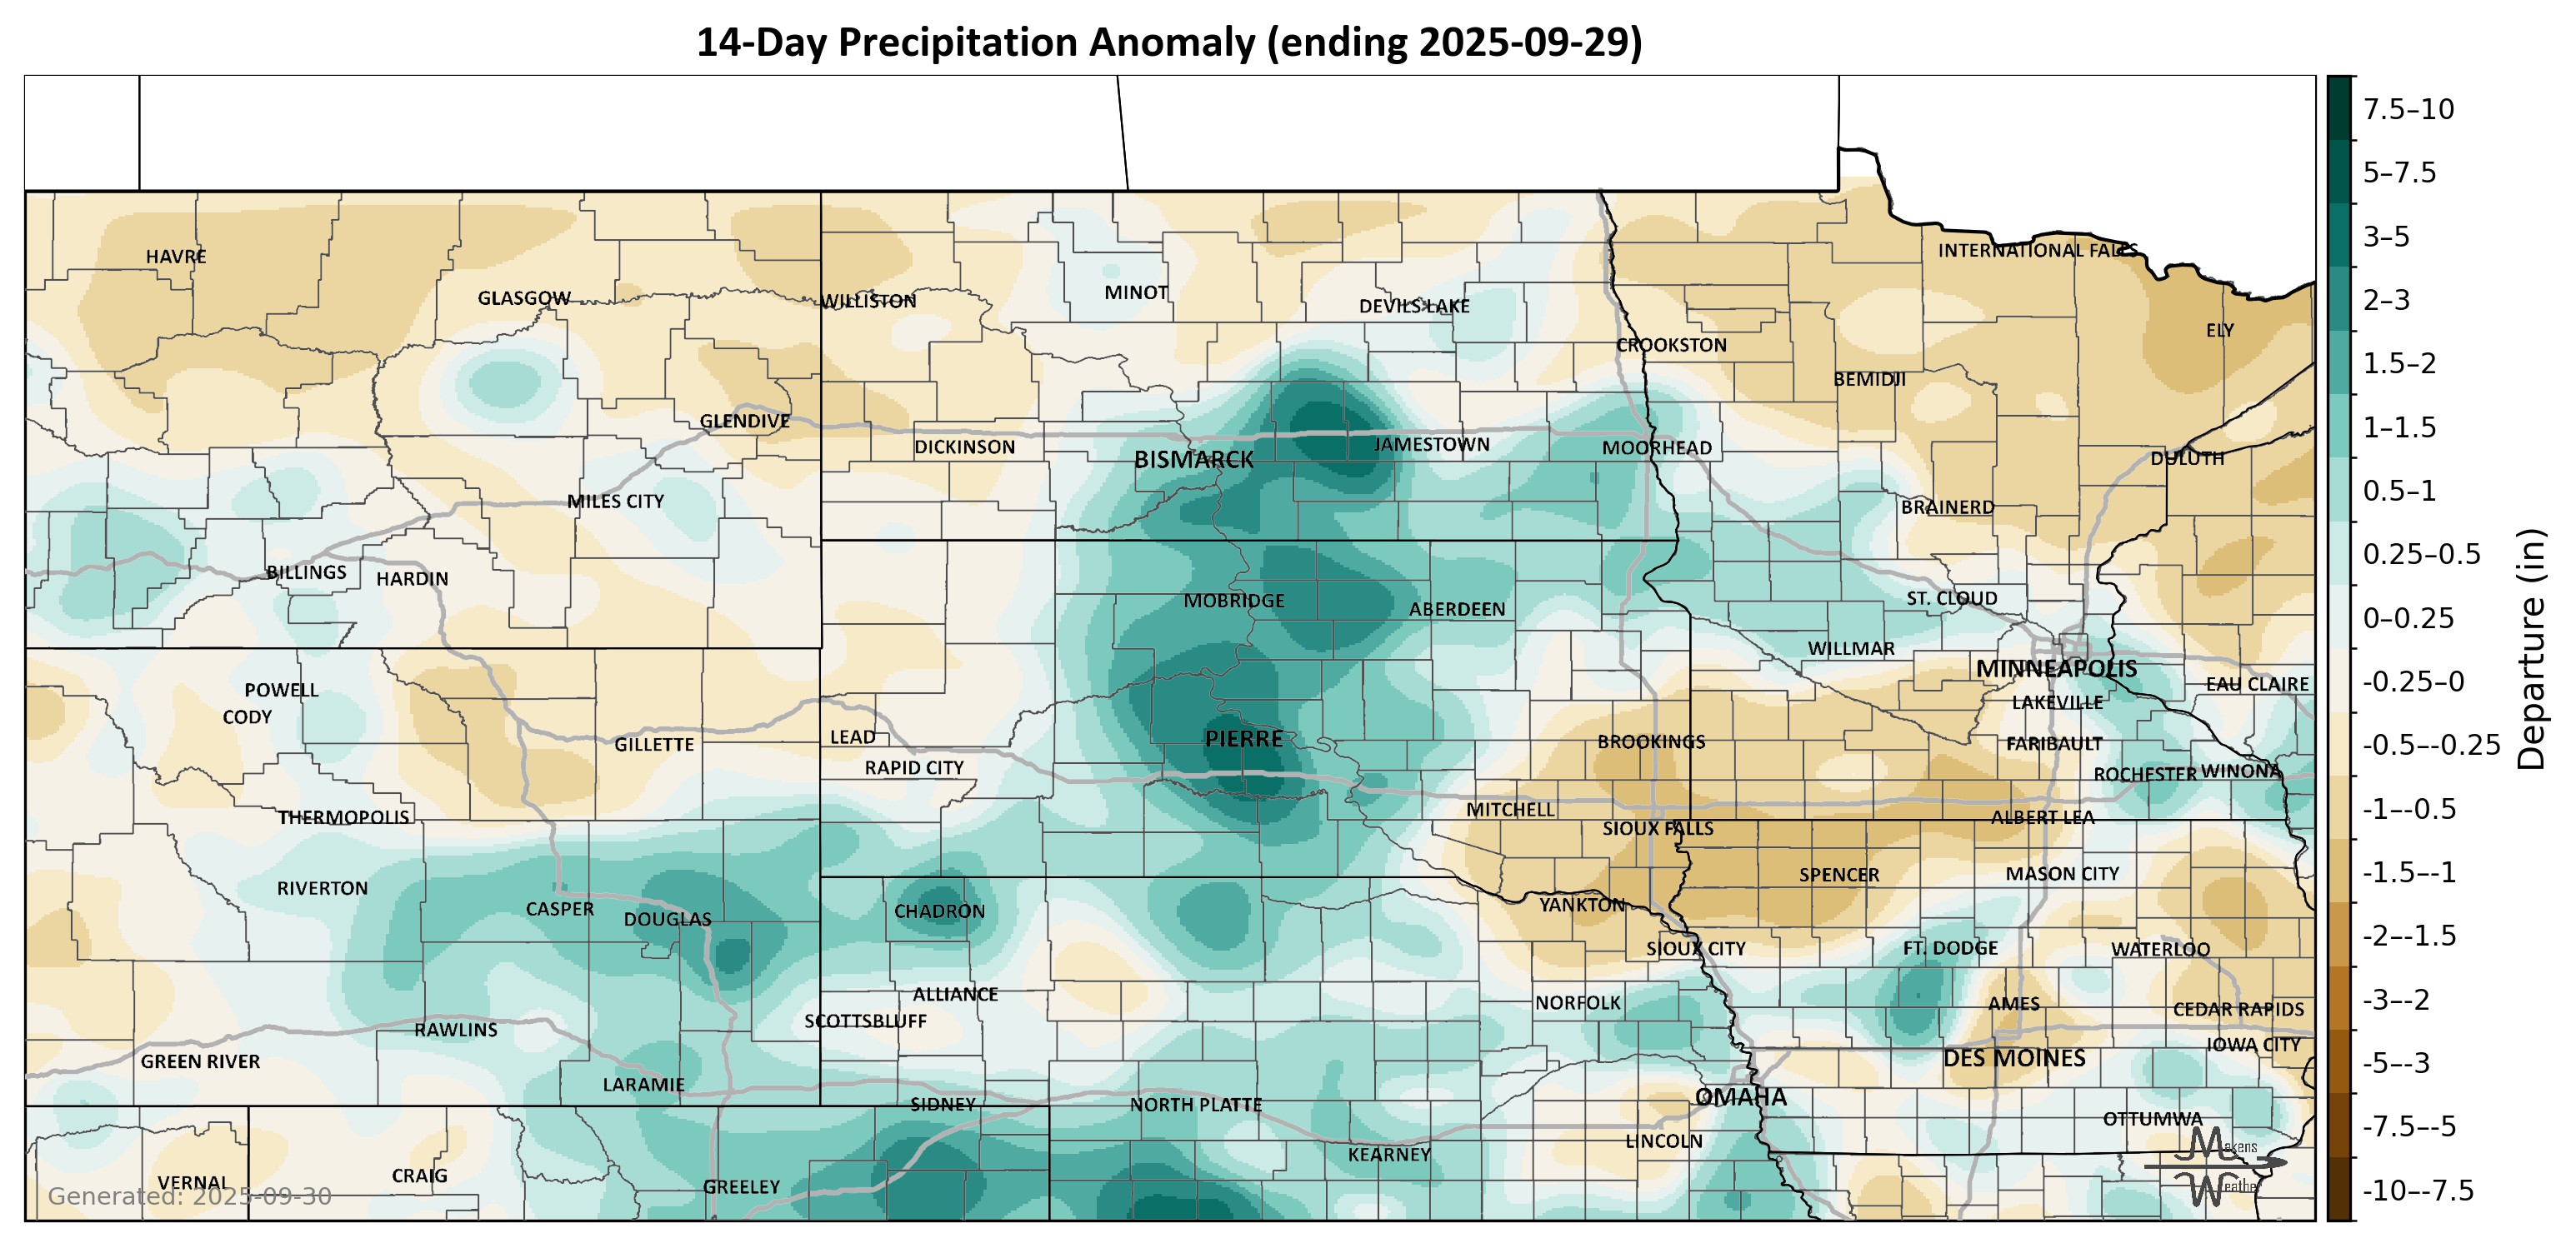 14-Day Precipitation Anomaly (ending 2025-09-29)
7.5–10
5–7.5
3–5
2–3
1.5–2
1–1.5
0.5–1
0.25–0.5
0–0.25
-0.25–0
-0.5–-0.25
-1–-0.5
-1.5–-1
-2–-1.5
-3–-2
-5–-3
-7.5–-5
-10–-7.5
Departure (in)
HAVRE
INTERNATIONAL FALLS
GLASGOW
WILLISTON
MINOT
DEVILS LAKE
ELY
CROOKSTON
BEMIDJI
GLENDIVE
DICKINSON
BISMARCK
JAMESTOWN
MOORHEAD
DULUTH
MILES CITY
BRAINERD
BILLINGS
HARDIN
MOBRIDGE
ABERDEEN
ST. CLOUD
WILLMAR
MINNEAPOLIS
POWELL
EAU CLAIRE
CODY
LAKEVILLE
GILLETTE
LEAD
PIERRE
BROOKINGS
FARIBAULT
RAPID CITY
ROCHESTER
WINONA
THERMOPOLIS
MITCHELL
ALBERT LEA
SIOUX FALLS
RIVERTON
SPENCER
MASON CITY
CASPER
DOUGLAS
CHADRON
YANKTON
SIOUX CITY
FT. DODGE
WATERLOO
ALLIANCE
NORFOLK
AMES
CEDAR RAPIDS
SCOTTSBLUFF
RAWLINS
IOWA CITY
GREEN RIVER
DES MOINES
LARAMIE
OMAHA
SIDNEY
NORTH PLATTE
OTTUMWA
LINCOLN
KEARNEY
VERNAL
CRAIG
GREELEY
Generated: 2025-09-30
Makens
Weather